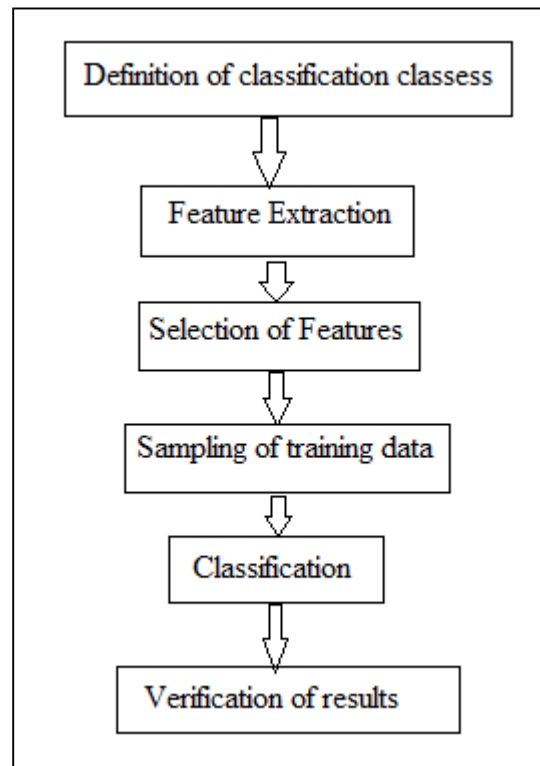 Definition of classification classess
Feature Extraction
Selection of Features
Sampling of training data
Classification
Verification of results